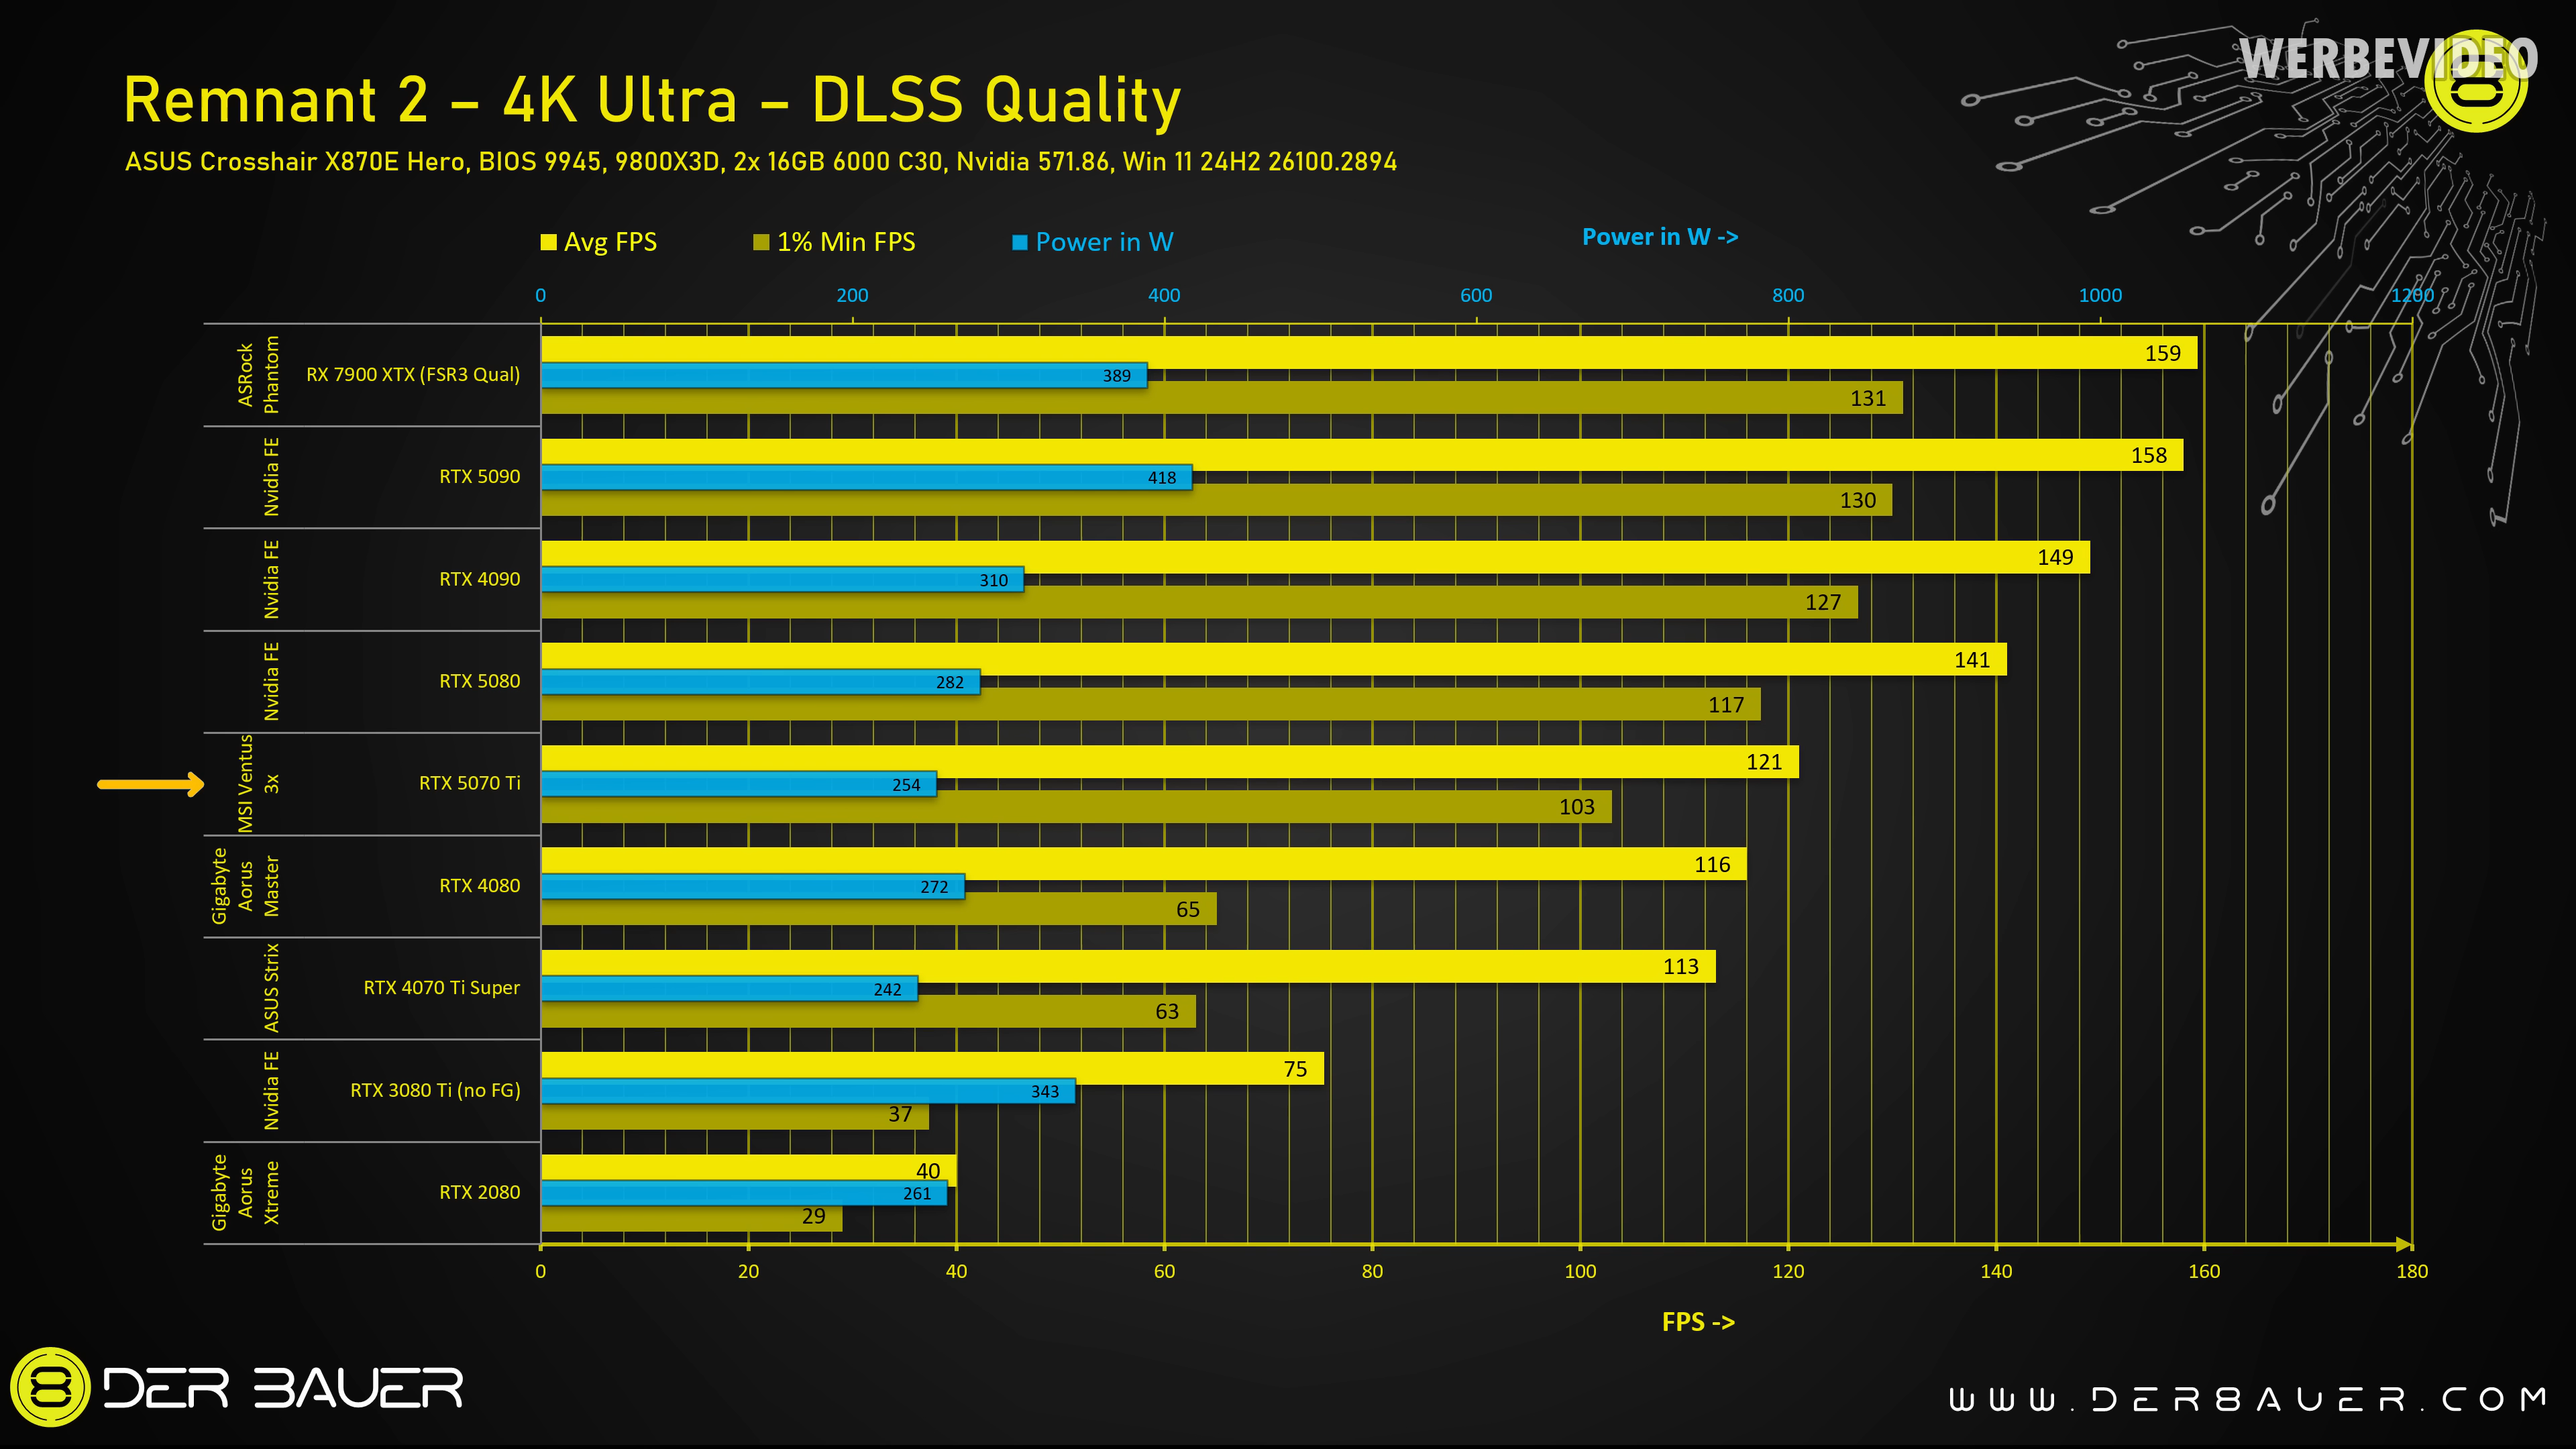 WERBEVIDEO
Remnant 2 – 4K Ultra – DLSS Quality
ASUS Crosshair X870E Hero, BIOS 9945, 9800X3D, 2x 16GB 6000 C30, Nvidia 571.86, Win 11 24H2 26100.2894
Avg FPS 1% Min FPS Power in W Power in W ->
0 200 400 600 800 1000 1200
ASRock
Phantom
RX 7900 XTX (FSR3 Qual)
159
389
131
Nvidia FE
RTX 5090
158
418
130
Nvidia FE
RTX 4090
149
310
127
Nvidia FE
RTX 5080
141
282
117
MSI Ventus
3x
RTX 5070 Ti
121
254
103
Gigabyte
Aorus
Master
RTX 4080
116
272
65
ASUS Strix
RTX 4070 Ti Super
113
242
63
Nvidia FE
RTX 3080 Ti (no FG)
75
343
37
Gigabyte
Aorus
Xtreme
RTX 2080
40
261
29
0 20 40 60 80 100 120 140 160 180
FPS ->
DER 8AUER
WWW.DER8AUER.COM